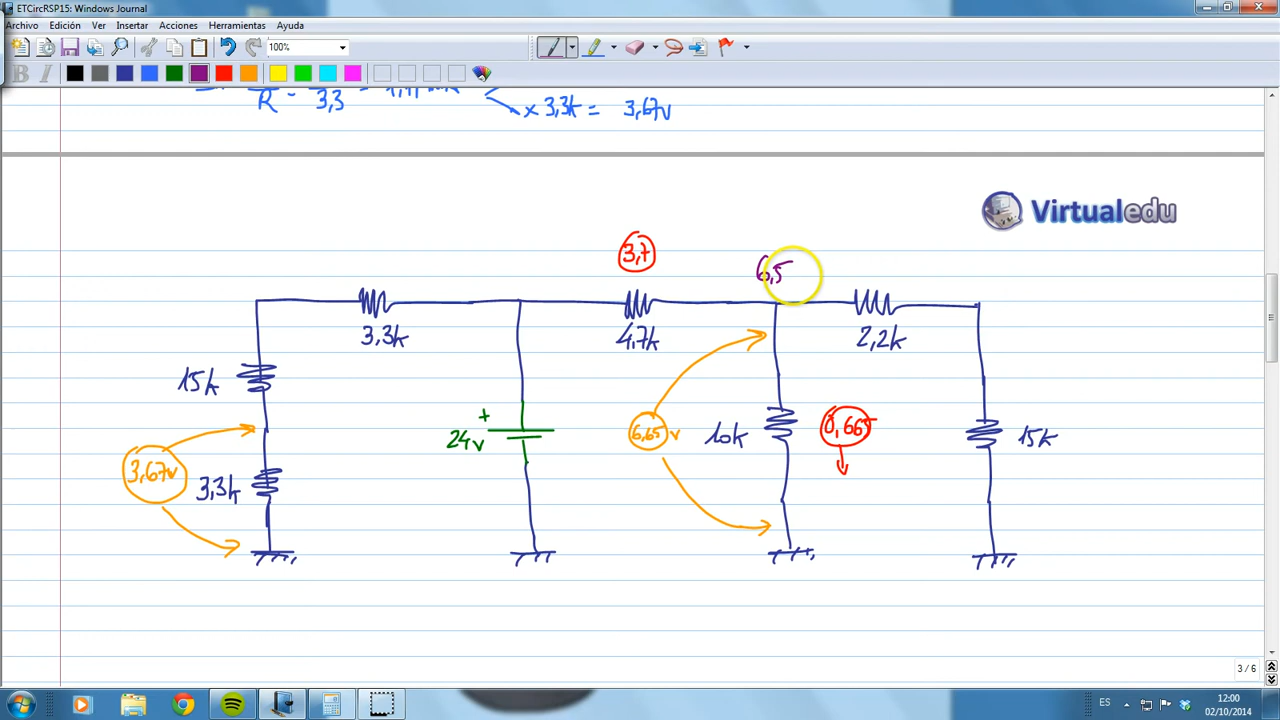 ETCircRSP15: Windows Journal
Archivo Edición Ver Insertar Acciones Herramientas Ayuda
100%
R = 3,3
x 3,3k = 3,67v
Virtualedu
3,7
6,5
3.3k
4.7k
2,2k
15k
+
24v
6,65 v
10k
0,665
15k
3,67v
3,3k
3 / 6
ES
12:00
02/10/2014